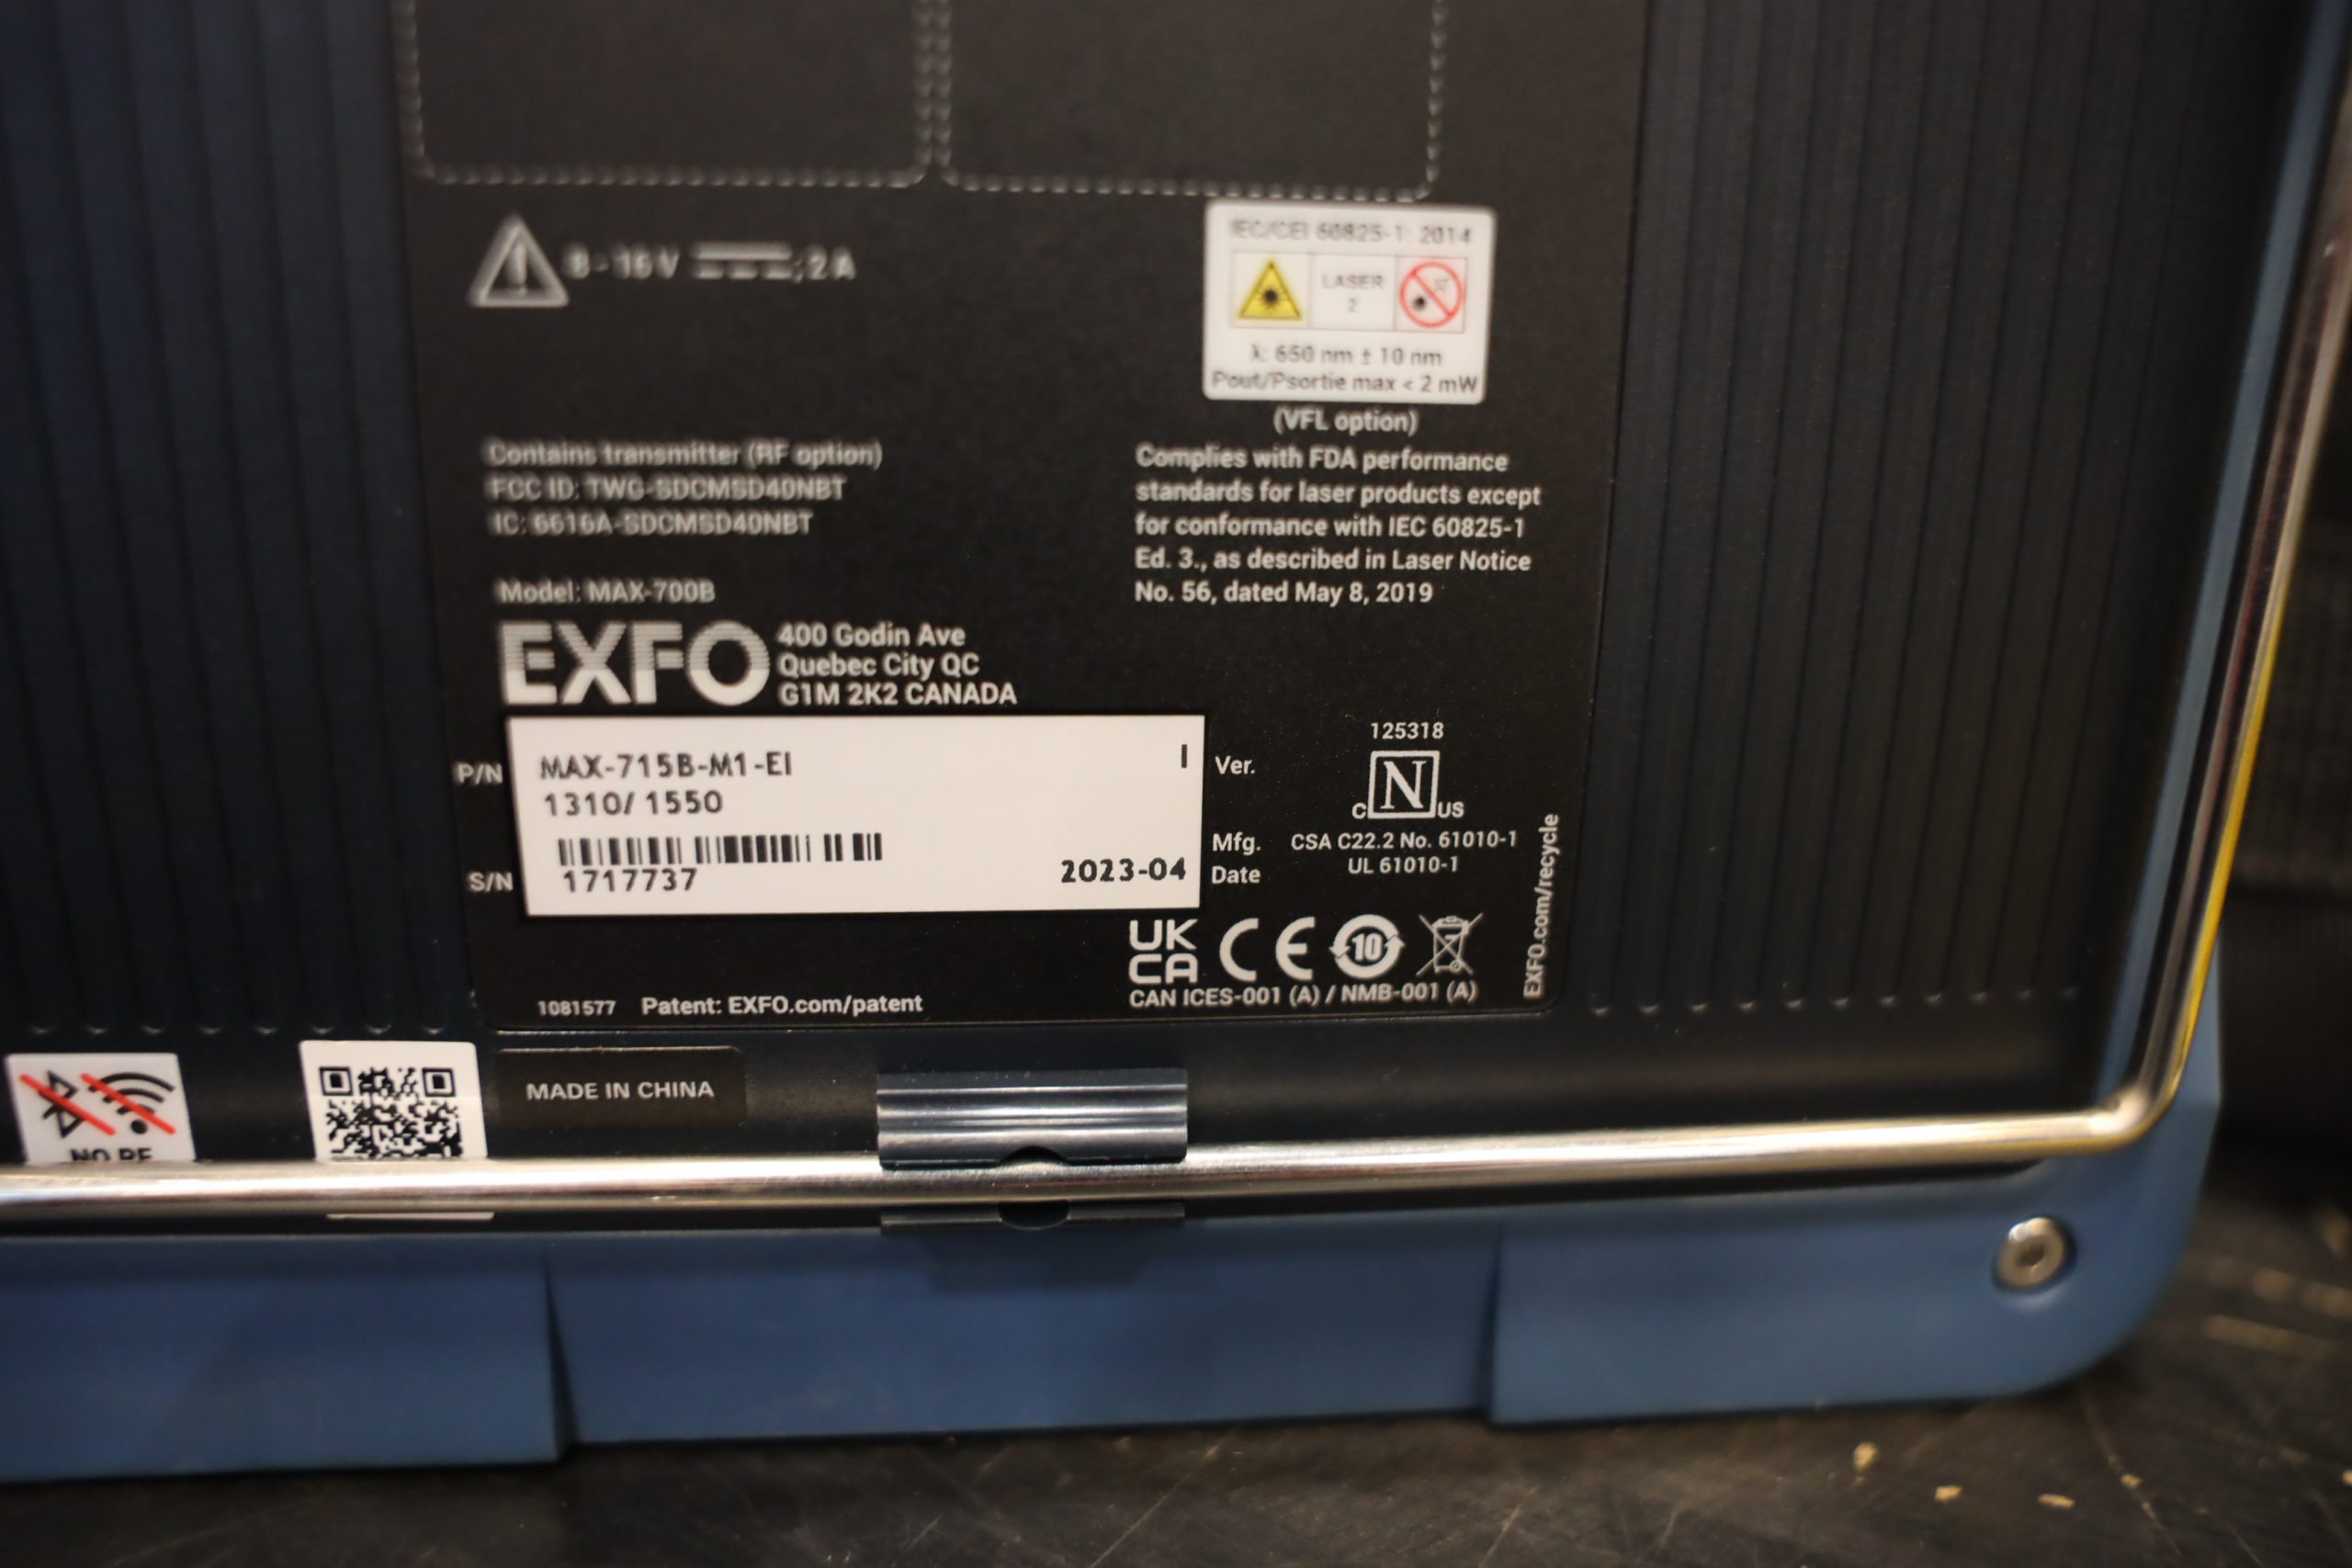 8-16V ; 2A
IEC/CEI 60825-1: 2014
LASER
2
λ: 650 nm ± 10 nm
Pout/Psortie max < 2 mW
(VFL option)
Contains transmitter (RF option)
FCC ID: TWG-SDCMSD40NBT
IC: 6616A-SDCMSD40NBT
Complies with FDA performance
standards for laser products except
for conformance with IEC 60825-1
Ed. 3., as described in Laser Notice
No. 56, dated May 8, 2019
Model: MAX-700B
EXFO
400 Godin Ave
Quebec City QC
G1M 2K2 CANADA
P/N MAX-715B-M1-EI I Ver.
1310/ 1550
S/N 1717737
2023-04 Mfg. Date
125318
C N US
CSA C22.2 No. 61010-1
UL 61010-1
EXFO.com/recycle
UK
CA CE 10
CAN ICES-001 (A) / NMB-001 (A)
1081577 Patent: EXFO.com/patent
NO RF
MADE IN CHINA